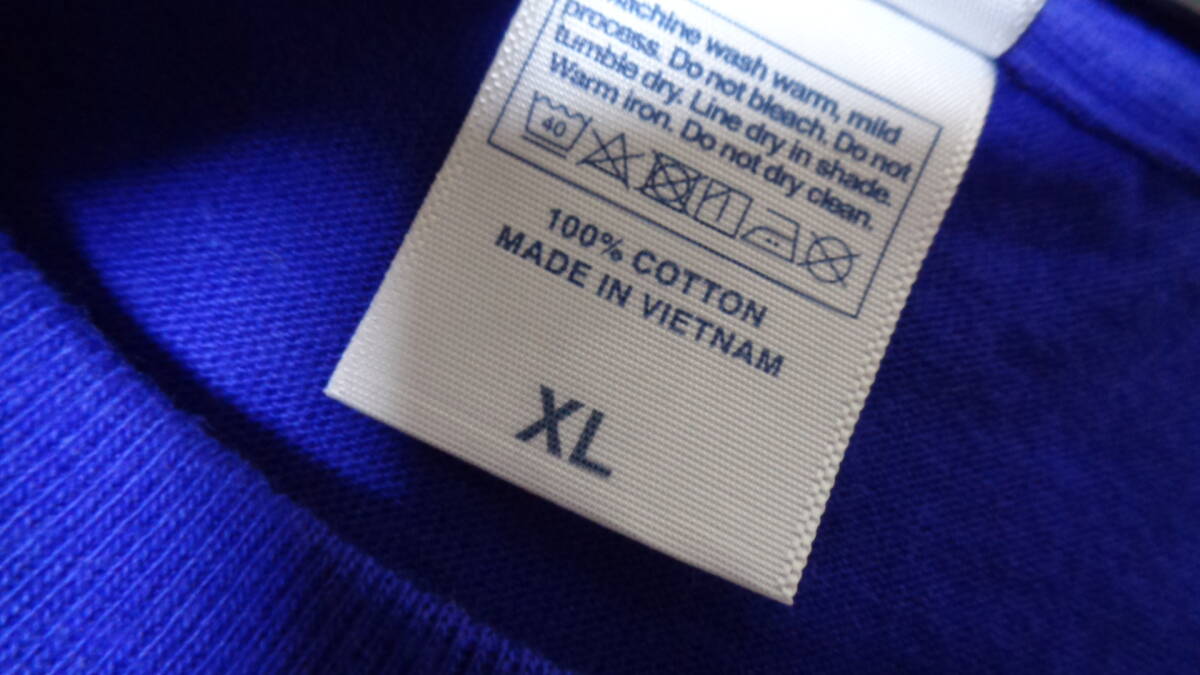 machine wash warm, mild
process. Do not bleach. Do not
tumble dry. Line dry in shade.
Warm iron. Do not dry clean.
40
100% COTTON
MADE IN VIETNAM
XL